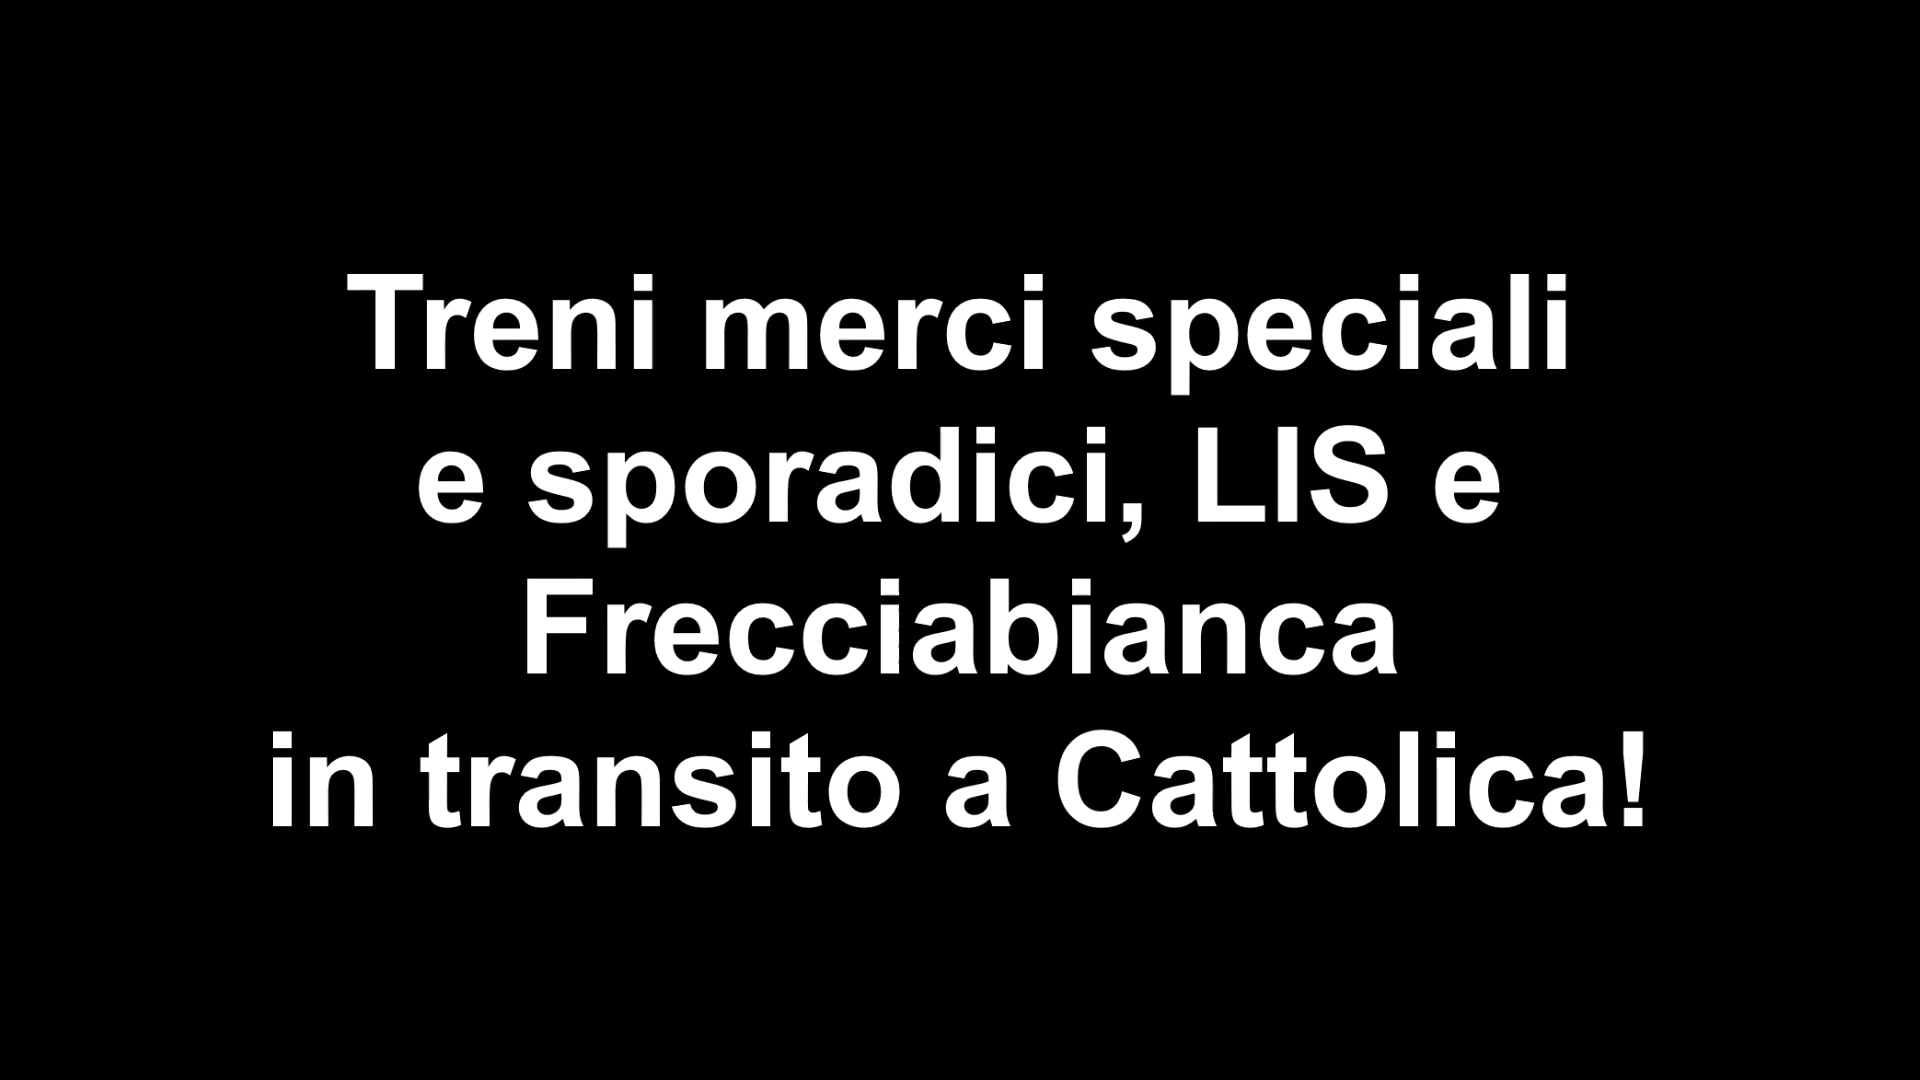 Treni merci speciali
e sporadici, LIS e
Frecciabianca
in transito a Cattolica!